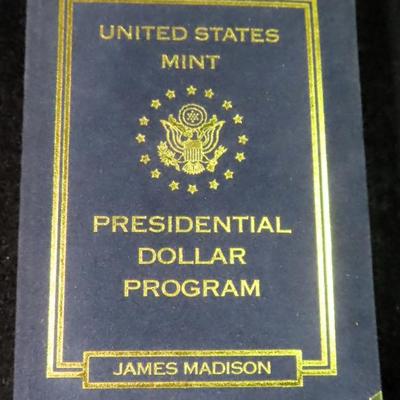 UNITED STATES
MINT
PRESIDENTIAL
DOLLAR
PROGRAM
JAMES MADISON